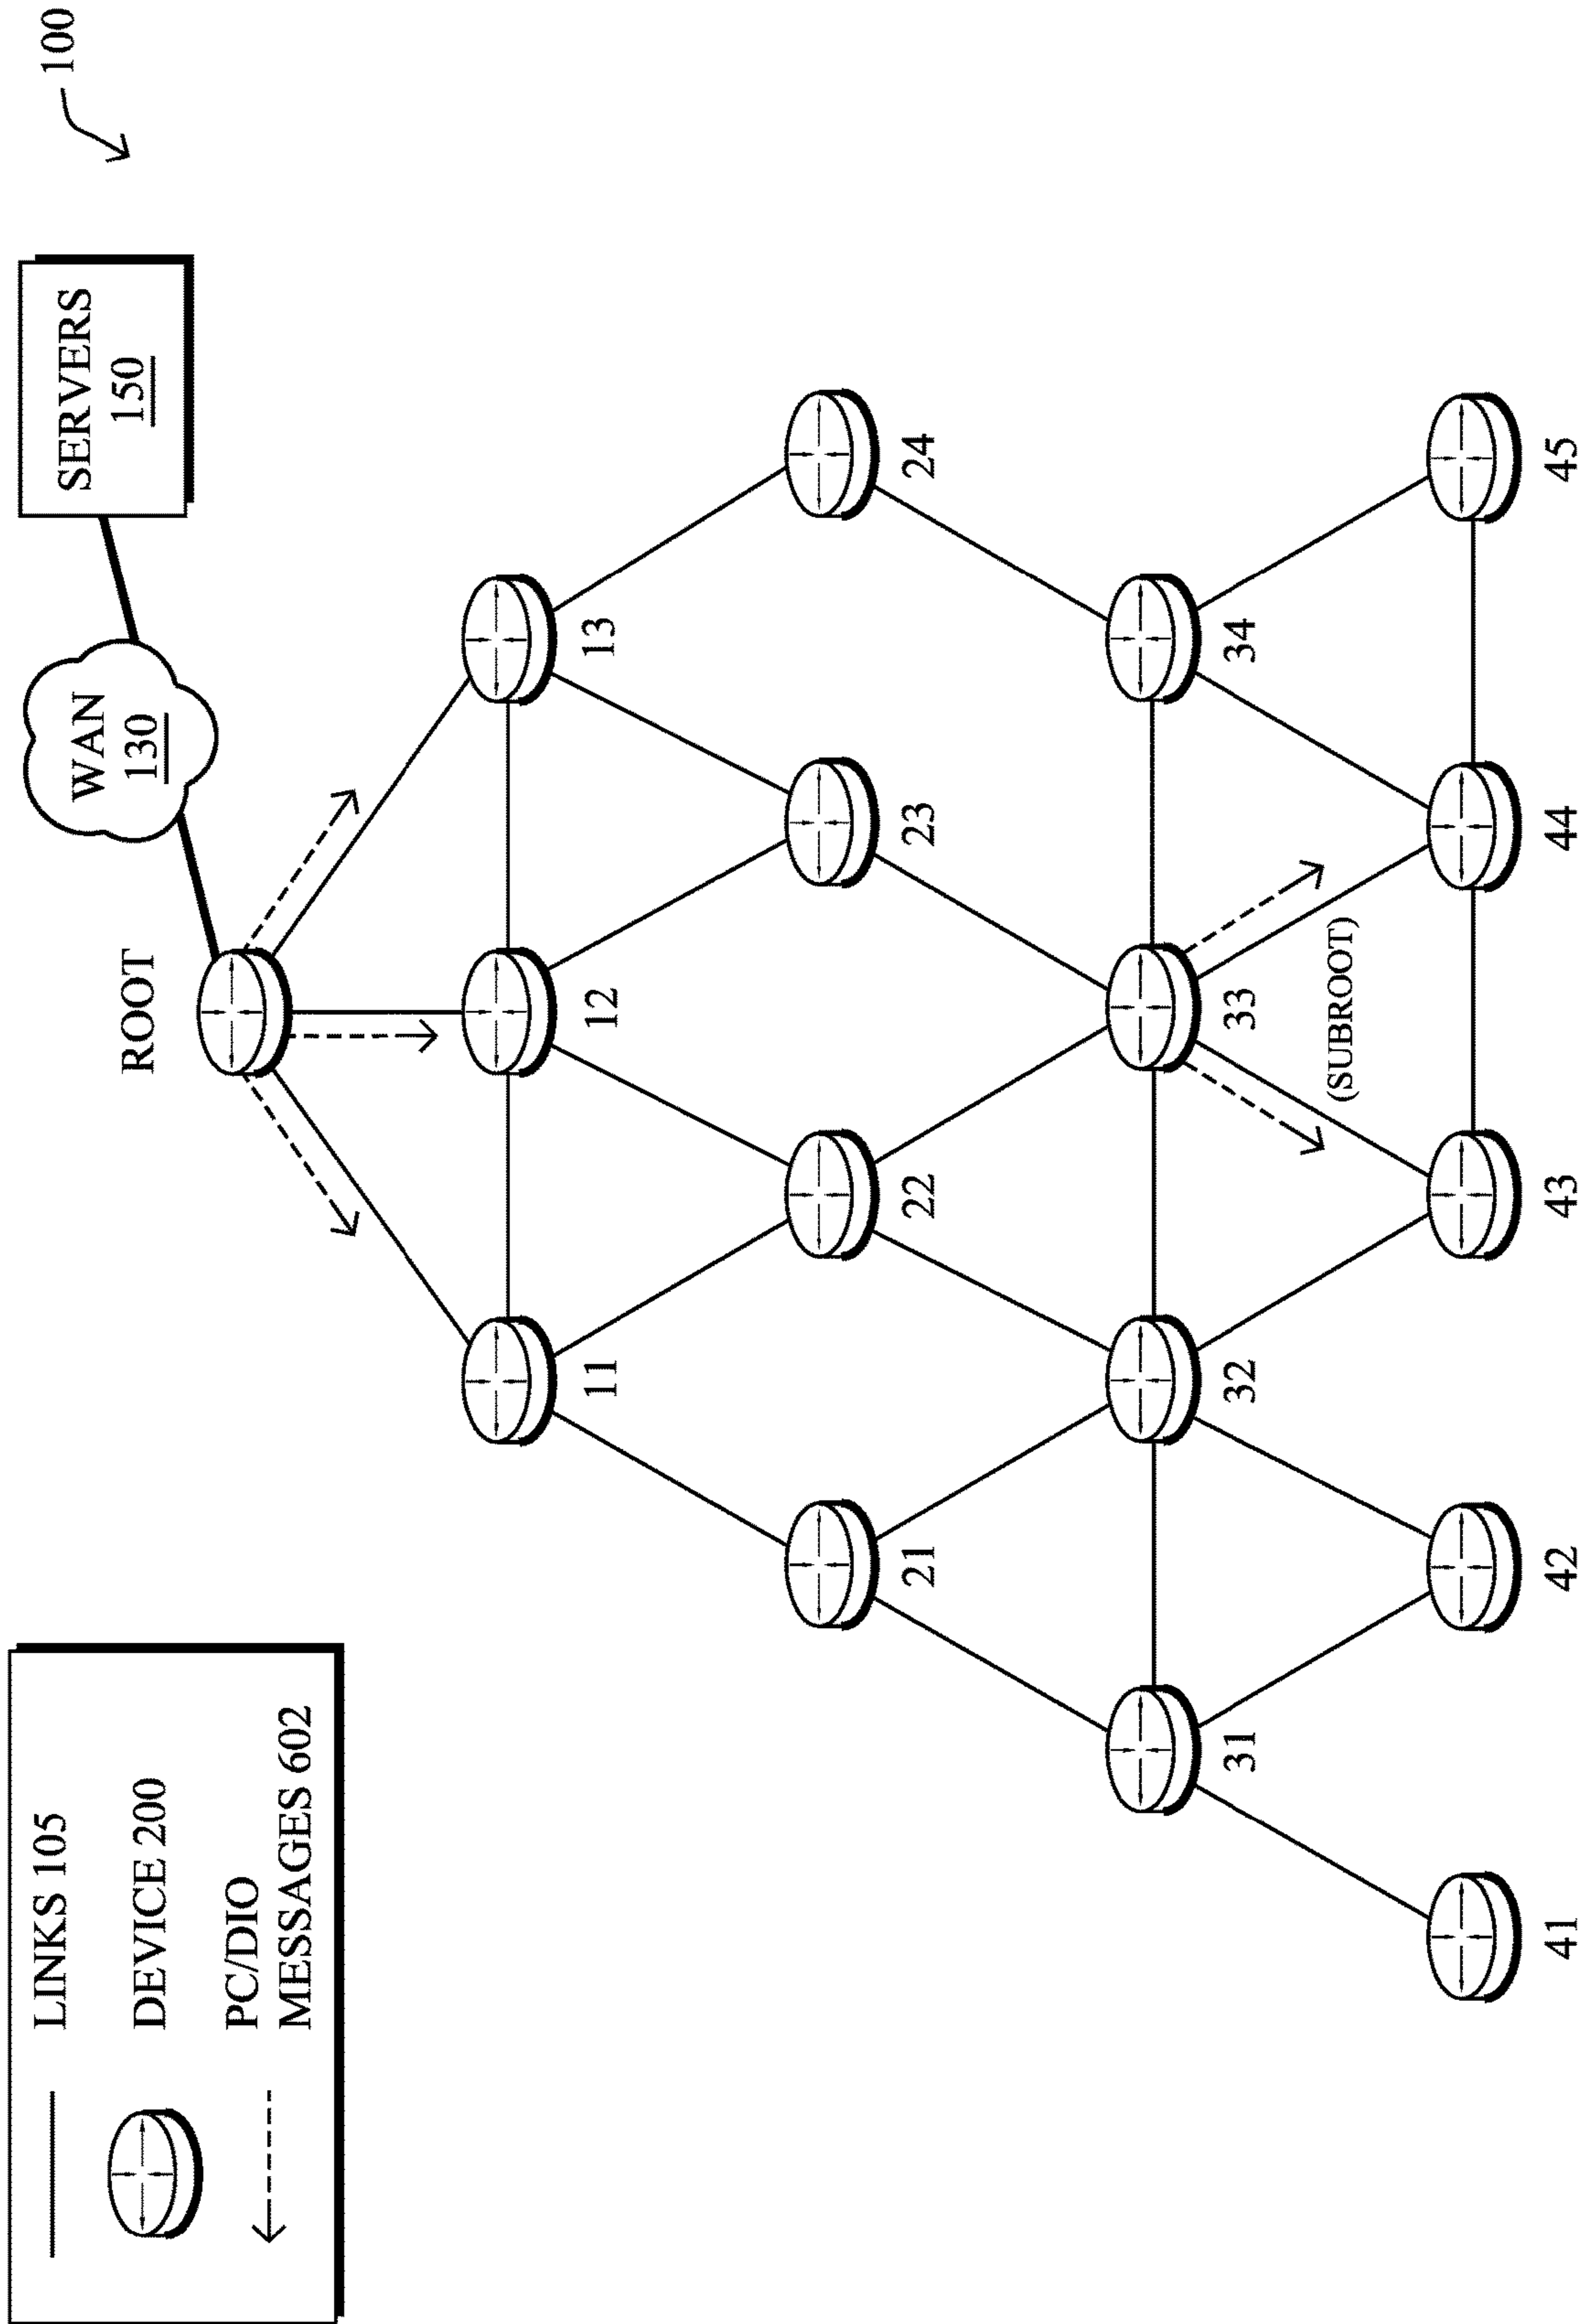 LINKS 105
DEVICE 200
PC/DIO
MESSAGES 602
100
SERVERS
150
WAN
130
ROOT
11
12
13
21
22
23
24
31
32
33
34
(SUBROOT)
41
42
43
44
45